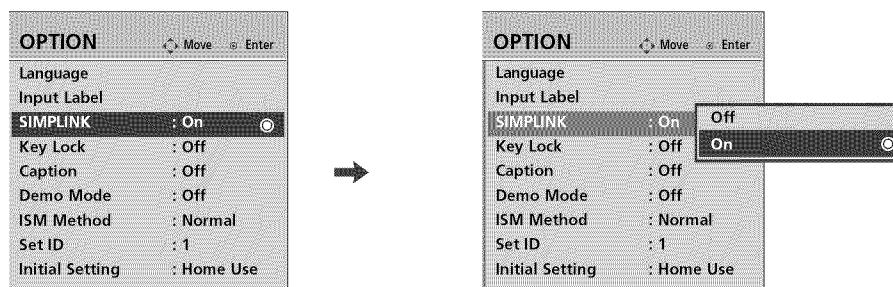 OPTION Move Enter
Language
Input Label
SIMPLINK : On
Key Lock : Off
Caption : Off
Demo Mode : Off
ISM Method : Normal
Set ID : 1
Initial Setting : Home Use
OPTION Move Enter
Language
Input Label
SIMPLINK : On
Key Lock : Off
Caption : Off
Demo Mode : Off
ISM Method : Normal
Set ID : 1
Initial Setting : Home Use
Off
On